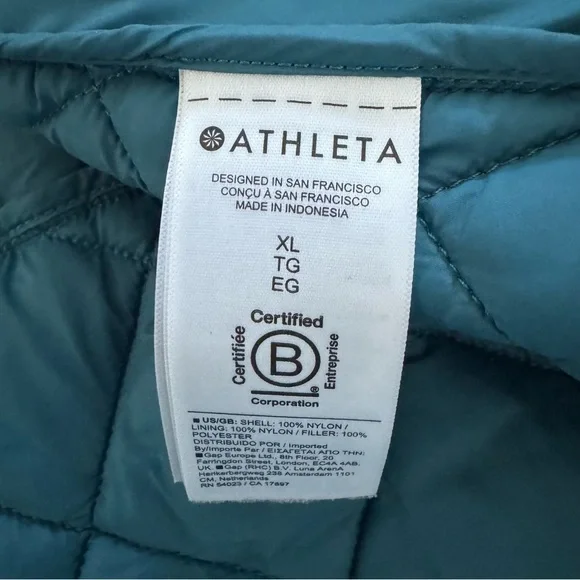 ATHLETA
DESIGNED IN SAN FRANCISCO
CONÇU À SAN FRANCISCO
MADE IN INDONESIA
XL
TG
EG
Certified
Certifiée
B
Entreprise
®
Corporation
US/GB: SHELL: 100% NYLON /
LINING: 100% NYLON / FILLER: 100%
POLYESTER
DISTRIBUIDO POR / Imported
By/Importe Par / ΕΙΣΑΓΕΤΑΙ ΑΠΟ ΤΗΝ:
Gap Europe Ltd., 6th Floor, 20
Farringdon Street, London, EC4A 4AB.
UK. Gap (RHC) B.V. Luna ArenA
Herikerbergweg 238 Amsterdam 1101
CM, Netherlands
RN 54023 / CA 17897